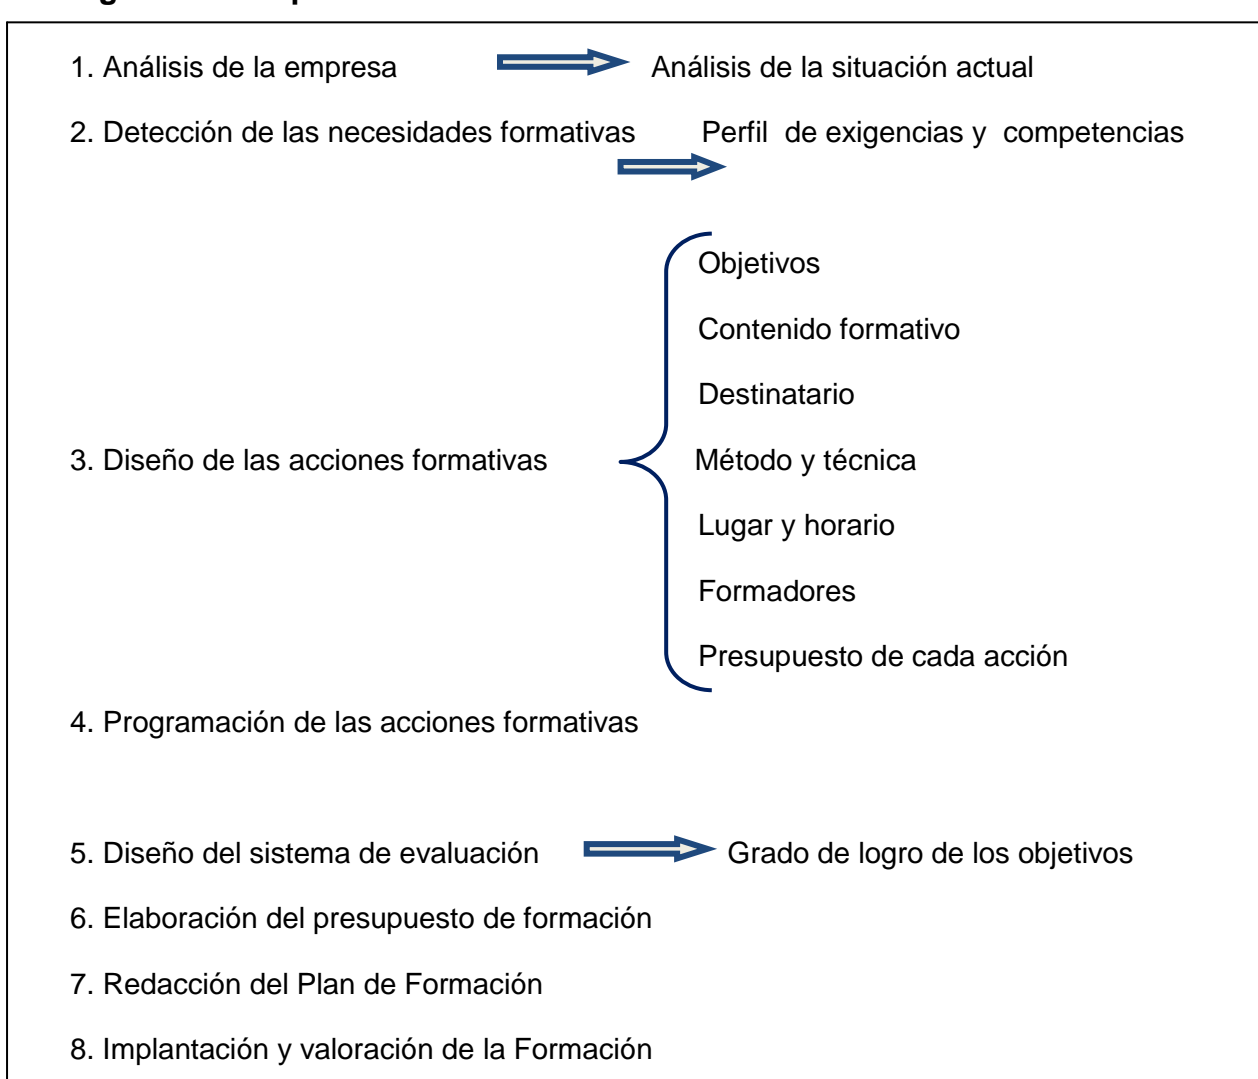 1. Análisis de la empresa Análisis de la situación actual
2. Detección de las necesidades formativas Perfil de exigencias y competencias
Objetivos
Contenido formativo
Destinatario
3. Diseño de las acciones formativas Método y técnica
Lugar y horario
Formadores
Presupuesto de cada acción
4. Programación de las acciones formativas
5. Diseño del sistema de evaluación Grado de logro de los objetivos
6. Elaboración del presupuesto de formación
7. Redacción del Plan de Formación
8. Implantación y valoración de la Formación